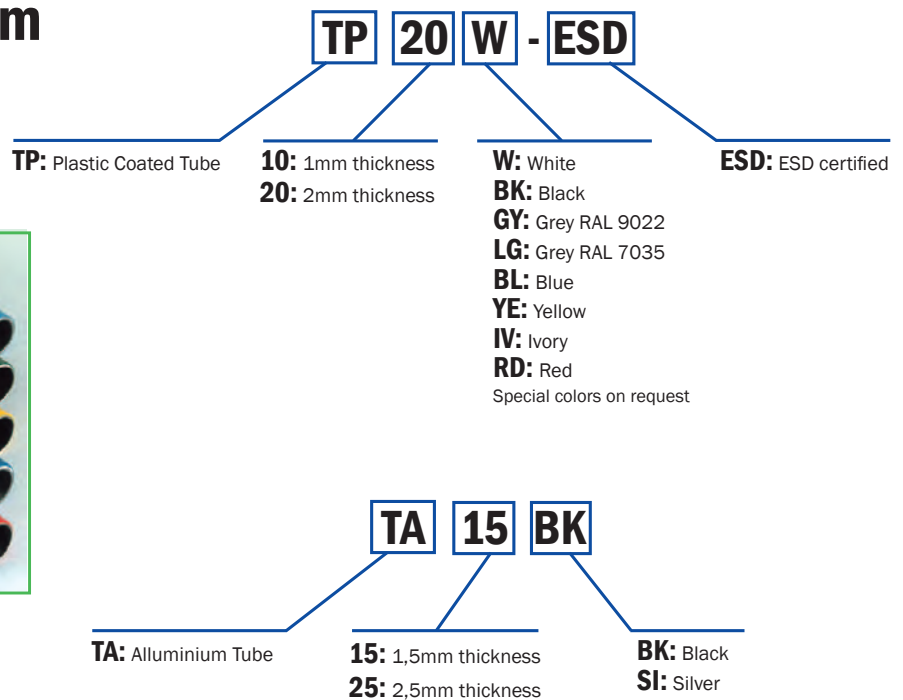 m
TP 20 W - ESD
TP: Plastic Coated Tube
10: 1mm thickness
20: 2mm thickness
W: White
BK: Black
GY: Grey RAL 9022
LG: Grey RAL 7035
BL: Blue
YE: Yellow
IV: Ivory
RD: Red
Special colors on request
ESD: ESD certified
TA 15 BK
TA: Alluminium Tube
15: 1,5mm thickness
25: 2,5mm thickness
BK: Black
SI: Silver